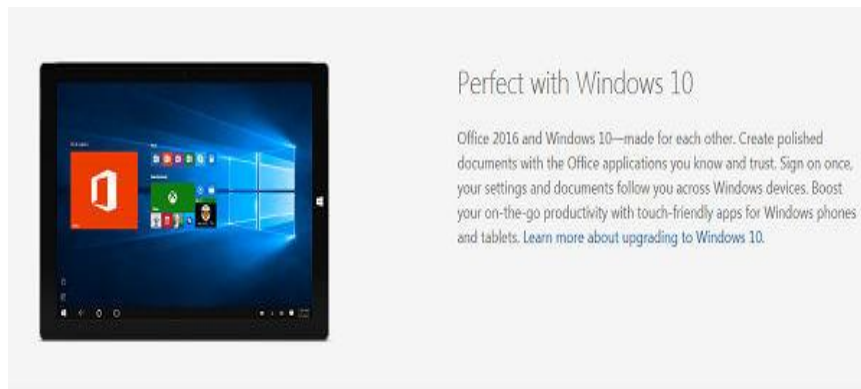 Perfect with Windows 10
Office 2016 and Windows 10—made for each other. Create polished
documents with the Office applications you know and trust. Sign on once,
your settings and documents follow you across Windows devices. Boost
your on-the-go productivity with touch-friendly apps for Windows phones
and tablets. Learn more about upgrading to Windows 10.